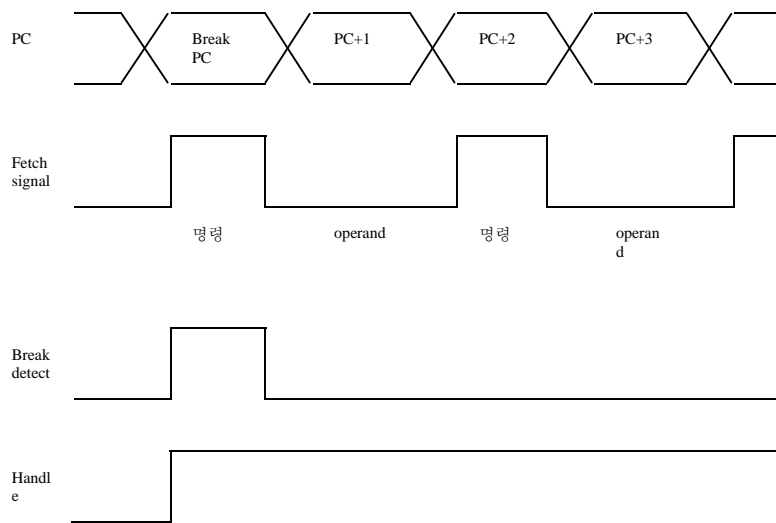 PC
Break
PC
PC+1
PC+2
PC+3
Fetch
signal
명령
operand
명령
operan
d
Break
detect
Handl
e